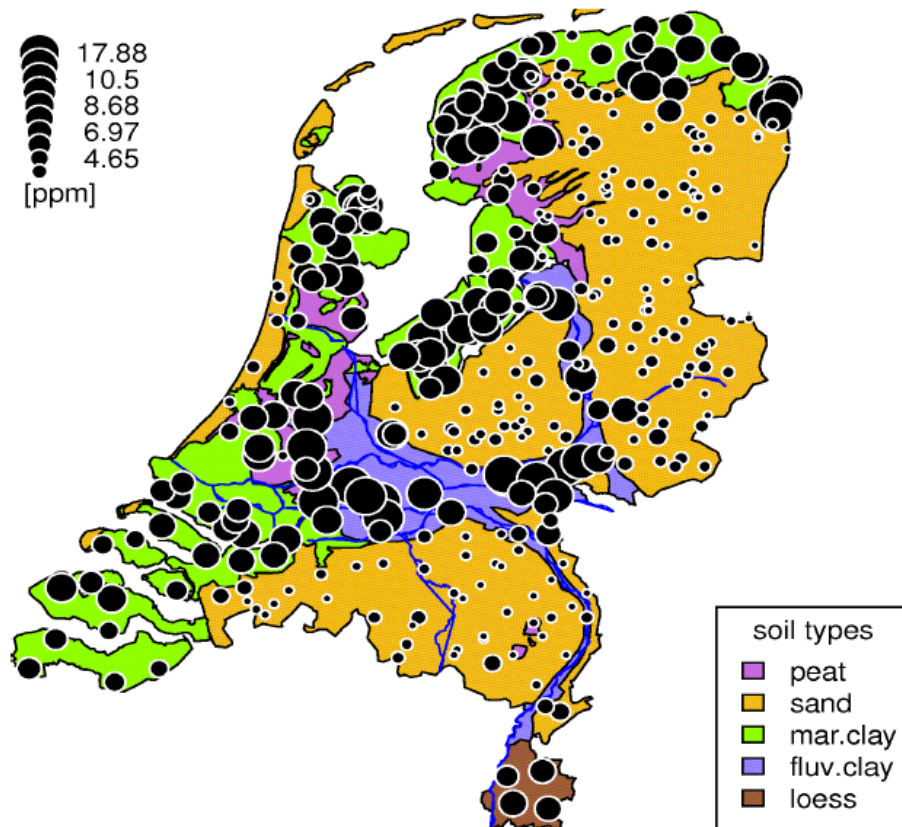 17.88
10.5
8.68
6.97
4.65
[ppm]
soil types
peat
sand
mar.clay
fluv.clay
loess